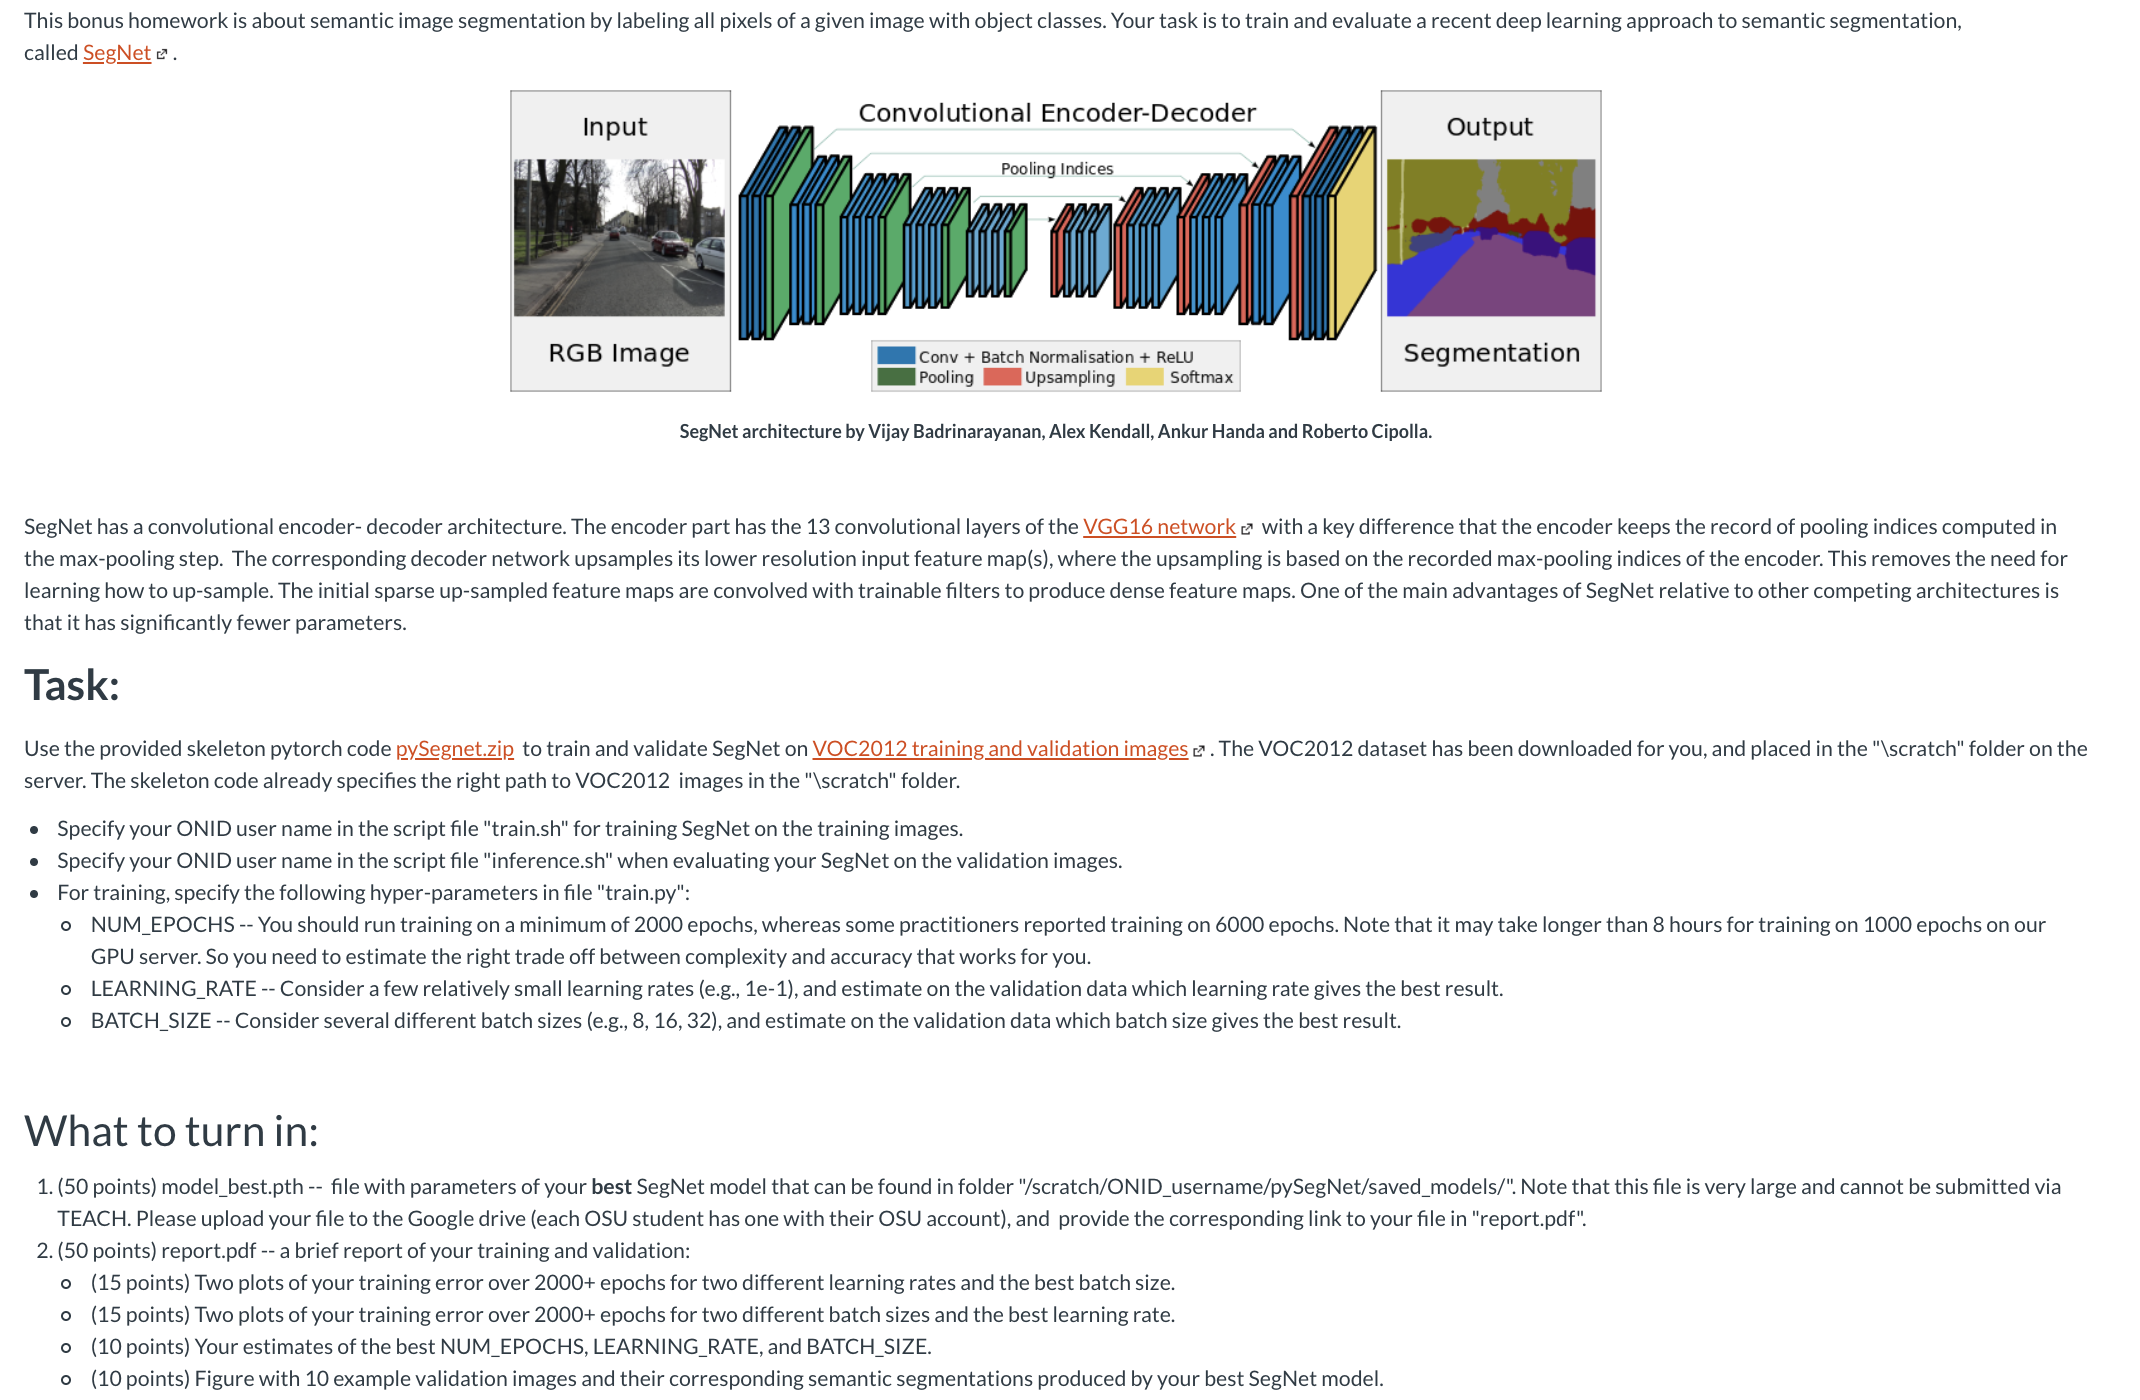 This bonus homework is about semantic image segmentation by labeling all pixels of a given image with object classes. Your task is to train and evaluate a recent deep learning approach to semantic segmentation,
called SegNet .
Input
Convolutional Encoder-Decoder
Output
Pooling Indices
RGB Image
Conv + Batch Normalisation + ReLU
Pooling Upsampling Softmax
Segmentation
SegNet architecture by Vijay Badrinarayanan, Alex Kendall, Ankur Handa and Roberto Cipolla.
SegNet has a convolutional encoder- decoder architecture. The encoder part has the 13 convolutional layers of the VGG16 network with a key difference that the encoder keeps the record of pooling indices computed in
the max-pooling step. The corresponding decoder network upsamples its lower resolution input feature map(s), where the upsampling is based on the recorded max-pooling indices of the encoder. This removes the need for
learning how to up-sample. The initial sparse up-sampled feature maps are convolved with trainable filters to produce dense feature maps. One of the main advantages of SegNet relative to other competing architectures is
that it has significantly fewer parameters.
Task:
Use the provided skeleton pytorch code pySegnet.zip to train and validate SegNet on VOC2012 training and validation images . The VOC2012 dataset has been downloaded for you, and placed in the "\scratch" folder on the
server. The skeleton code already specifies the right path to VOC2012 images in the "\scratch" folder.
• Specify your ONID user name in the script file "train.sh" for training SegNet on the training images.
• Specify your ONID user name in the script file "inference.sh" when evaluating your SegNet on the validation images.
• For training, specify the following hyper-parameters in file "train.py":
◦ NUM_EPOCHS -- You should run training on a minimum of 2000 epochs, whereas some practitioners reported training on 6000 epochs. Note that it may take longer than 8 hours for training on 1000 epochs on our
GPU server. So you need to estimate the right trade off between complexity and accuracy that works for you.
◦ LEARNING_RATE -- Consider a few relatively small learning rates (e.g., 1e-1), and estimate on the validation data which learning rate gives the best result.
◦ BATCH_SIZE -- Consider several different batch sizes (e.g., 8, 16, 32), and estimate on the validation data which batch size gives the best result.
What to turn in:
1. (50 points) model_best.pth -- file with parameters of your best SegNet model that can be found in folder "/scratch/ONID_username/pySegNet/saved_models/". Note that this file is very large and cannot be submitted via
TEACH. Please upload your file to the Google drive (each OSU student has one with their OSU account), and provide the corresponding link to your file in "report.pdf".
2. (50 points) report.pdf -- a brief report of your training and validation:
◦ (15 points) Two plots of your training error over 2000+ epochs for two different learning rates and the best batch size.
◦ (15 points) Two plots of your training error over 2000+ epochs for two different batch sizes and the best learning rate.
◦ (10 points) Your estimates of the best NUM_EPOCHS, LEARNING_RATE, and BATCH_SIZE.
◦ (10 points) Figure with 10 example validation images and their corresponding semantic segmentations produced by your best SegNet model.